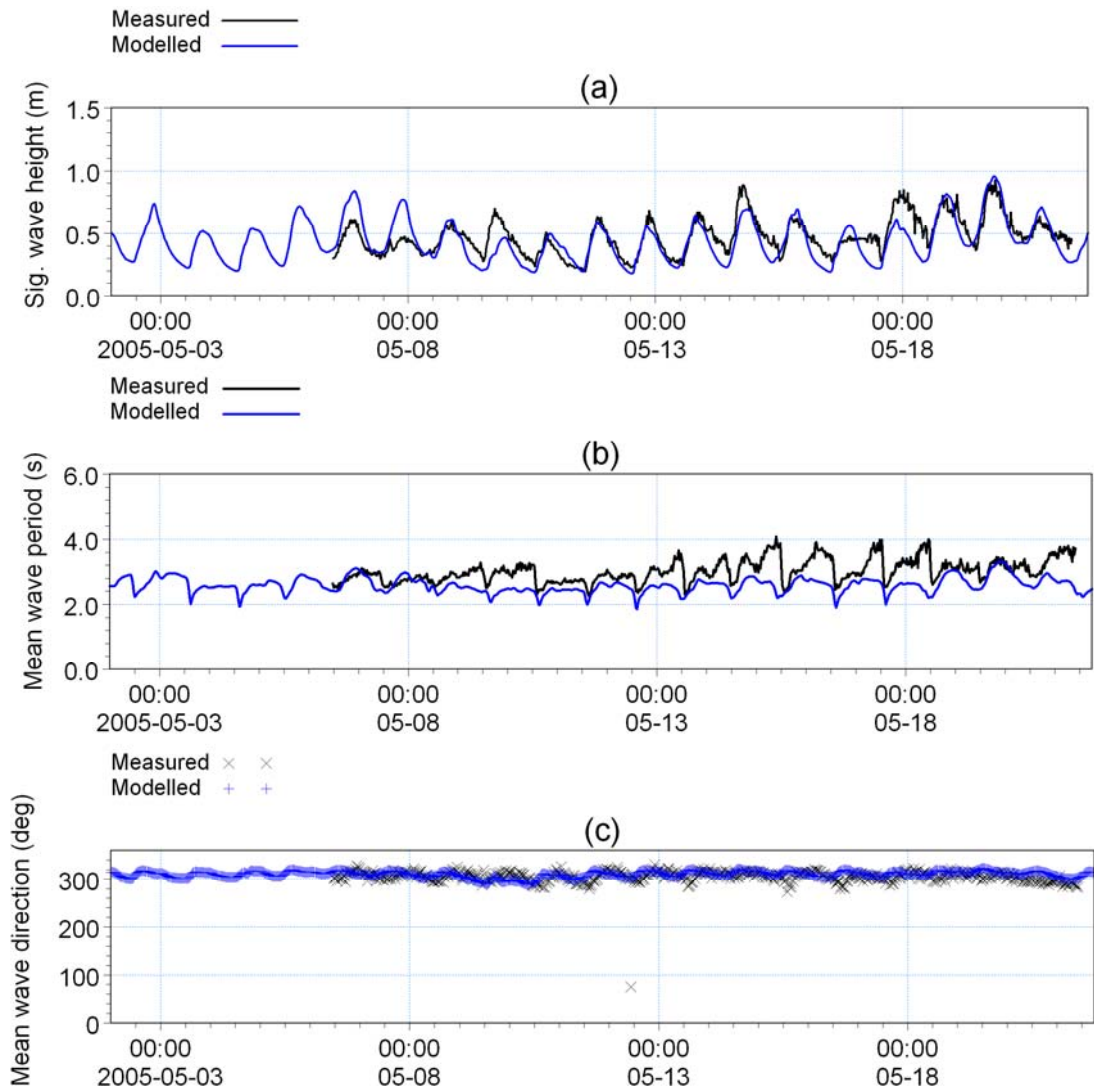 Measured
Modelled
(a)
Sig. wave height (m)
1.5
1.0
0.5
0.0
00:00 00:00 00:00 00:00
2005-05-03 05-08 05-13 05-18
Measured
Modelled
(b)
Mean wave period (s)
6.0
4.0
2.0
0.0
00:00 00:00 00:00 00:00
2005-05-03 05-08 05-13 05-18
Measured
Modelled
(c)
Mean wave direction (deg)
300
200
100
0
00:00 00:00 00:00 00:00
2005-05-03 05-08 05-13 05-18